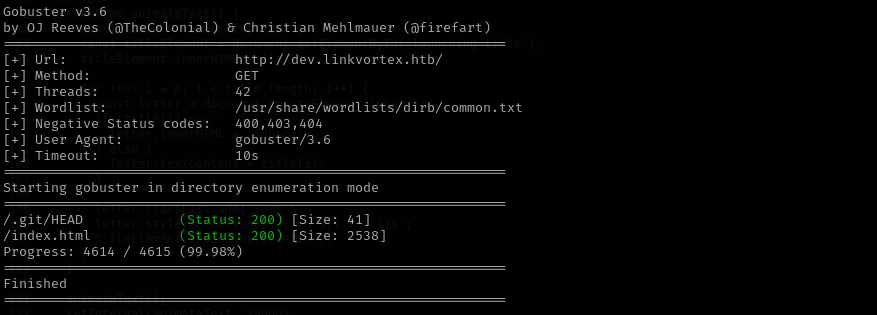 Gobuster v3.6
by OJ Reeves (@TheColonial) & Christian Mehlmauer (@firefart)
===============================================================
[+] Url:                     http://dev.linkvortex.htb/
[+] Method:                  GET
[+] Threads:                 42
[+] Wordlist:                /usr/share/wordlists/dirb/common.txt
[+] Negative Status codes:   400,403,404
[+] User Agent:              gobuster/3.6
[+] Timeout:                 10s
===============================================================
Starting gobuster in directory enumeration mode
===============================================================
/.git/HEAD            (Status: 200) [Size: 41]
/index.html           (Status: 200) [Size: 2538]
Progress: 4614 / 4615 (99.98%)
===============================================================
Finished
===============================================================